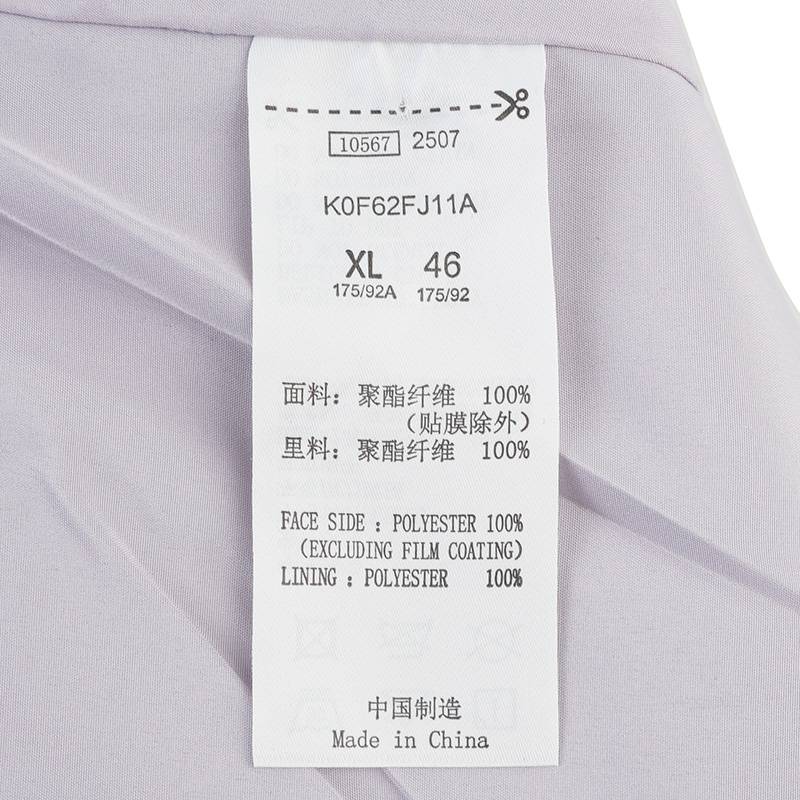 10567 2507
K0F62FJ11A
XL 46
175/92A 175/92
面料：聚酯纤维 100%
（贴膜除外）
里料：聚酯纤维 100%
FACE SIDE : POLYESTER 100%
(EXCLUDING FILM COATING)
LINING : POLYESTER 100%
中国制造
Made in China